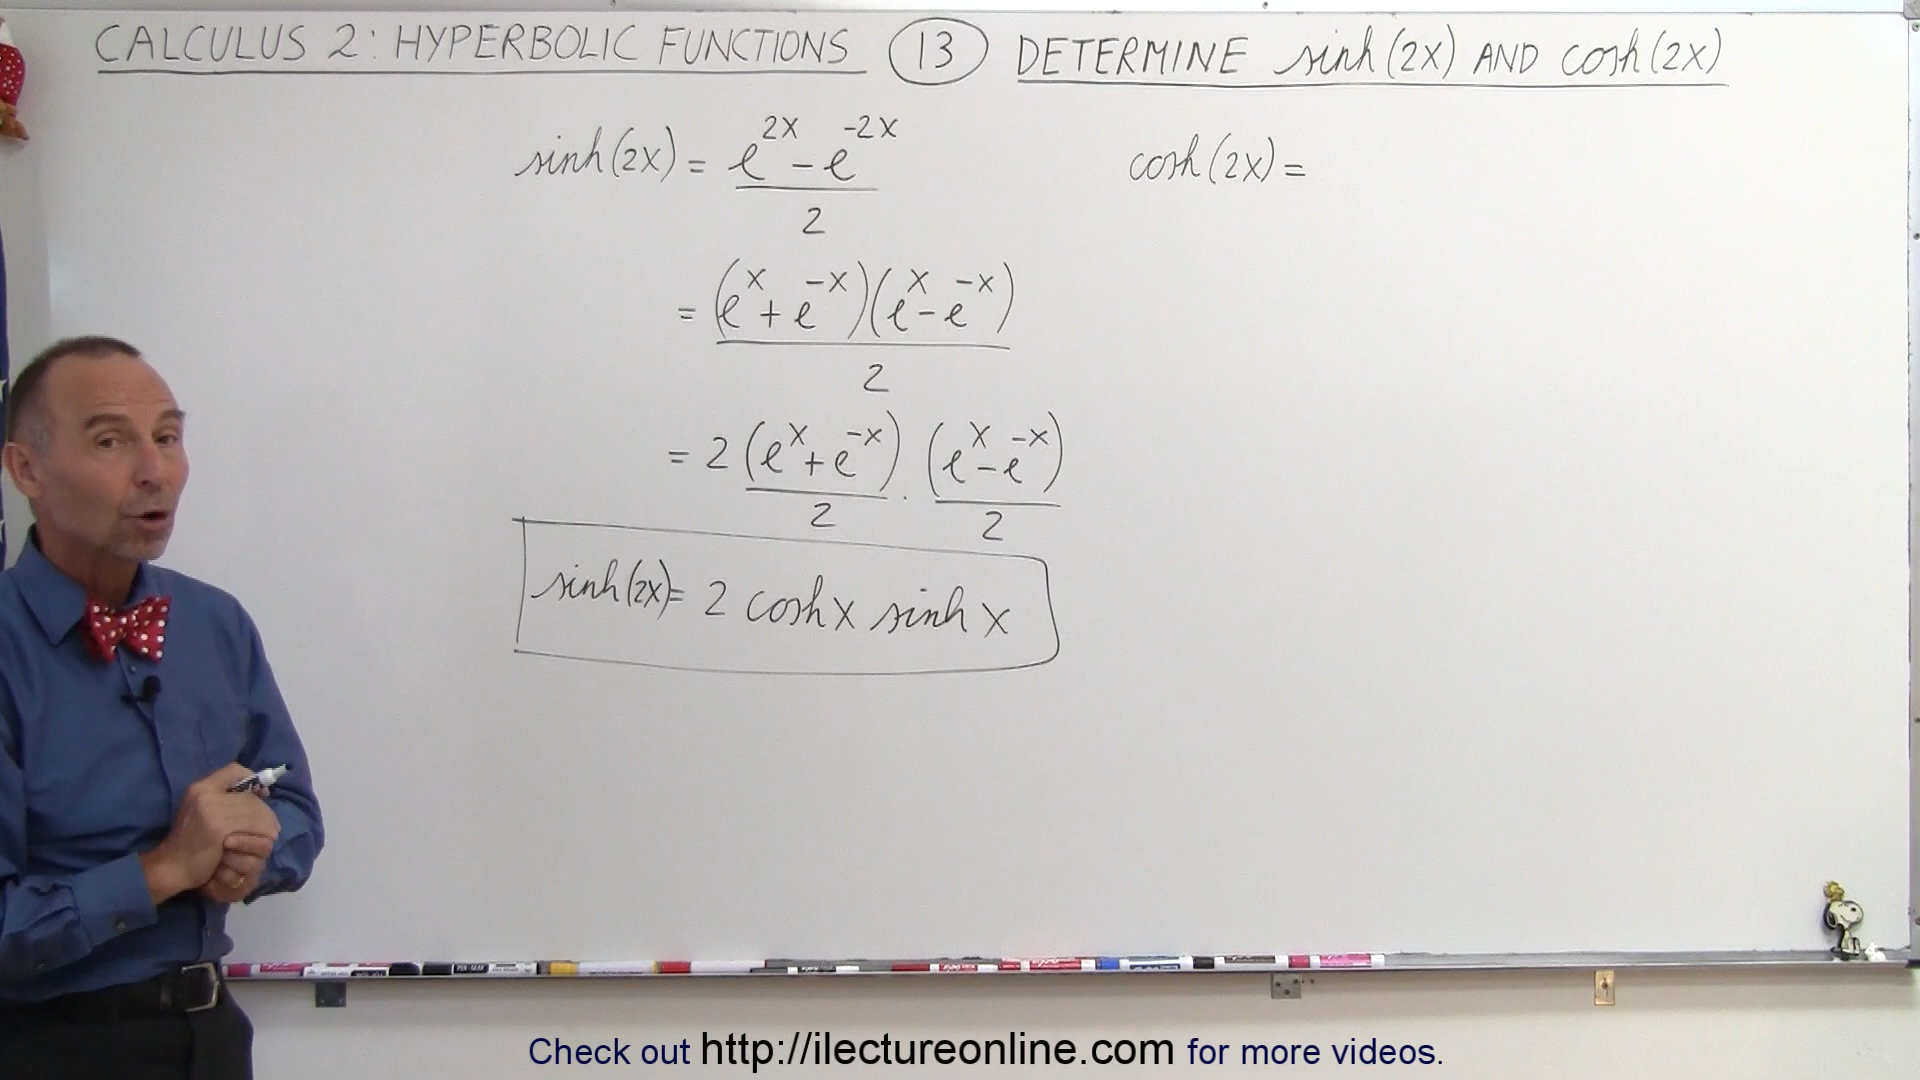 CALCULUS 2: HYPERBOLIC FUNCTIONS (13) DETERMINE sinh(2X) AND cosh(2X)
sinh(2X) = (e^2X - e^-2X)/2
= (e^X + e^-X)(e^X - e^-X)/2
= 2 (e^X + e^-X)/2 · (e^X - e^-X)/2
sinh(2X) = 2 cosh X sinh X
cosh(2X) =
Check out http://ilectureonline.com for more videos.